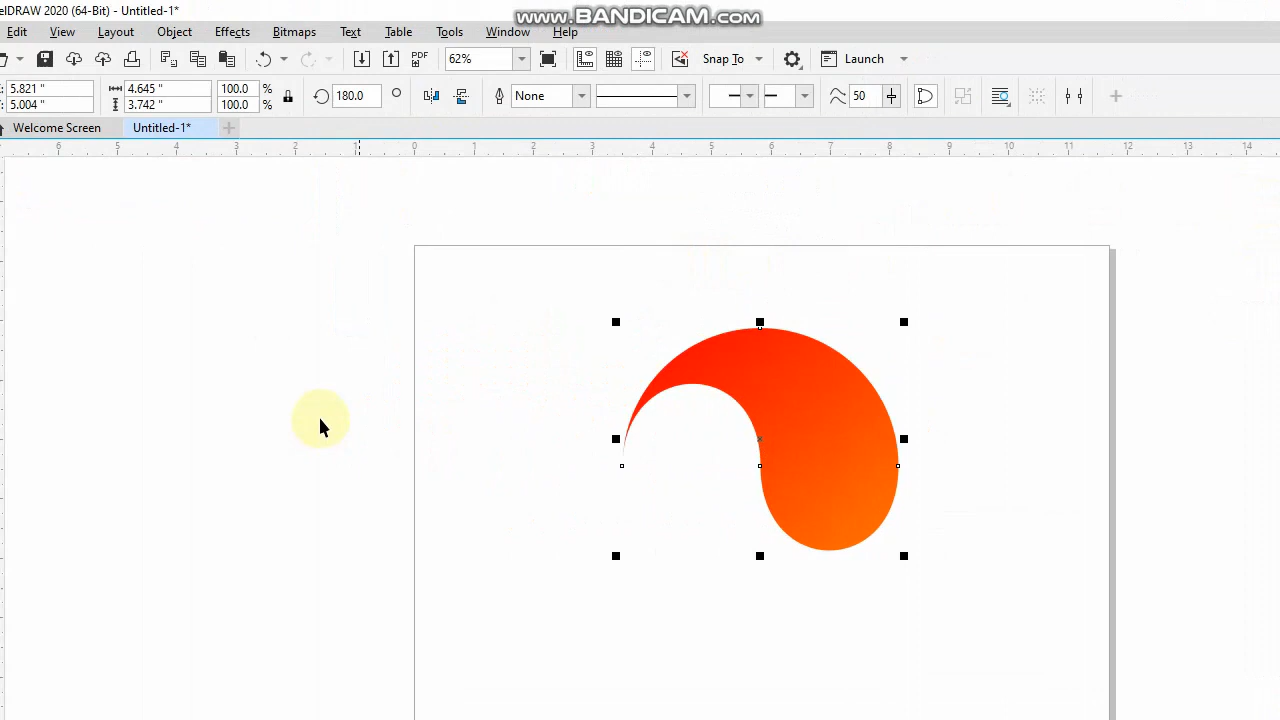 www.BANDICAM.com
elDRAW 2020 (64-Bit) - Untitled-1*
Edit View Layout Object Effects Bitmaps Text Table Tools Window Help
PDF 62% Snap To Launch
5.821 " 4.645 " 100.0 % 180.0 None 50
5.004 " 3.742 " 100.0 %
Welcome Screen Untitled-1*
6 5 4 3 2 1 0 1 2 3 4 5 6 7 8 9 10 11 12 13 14